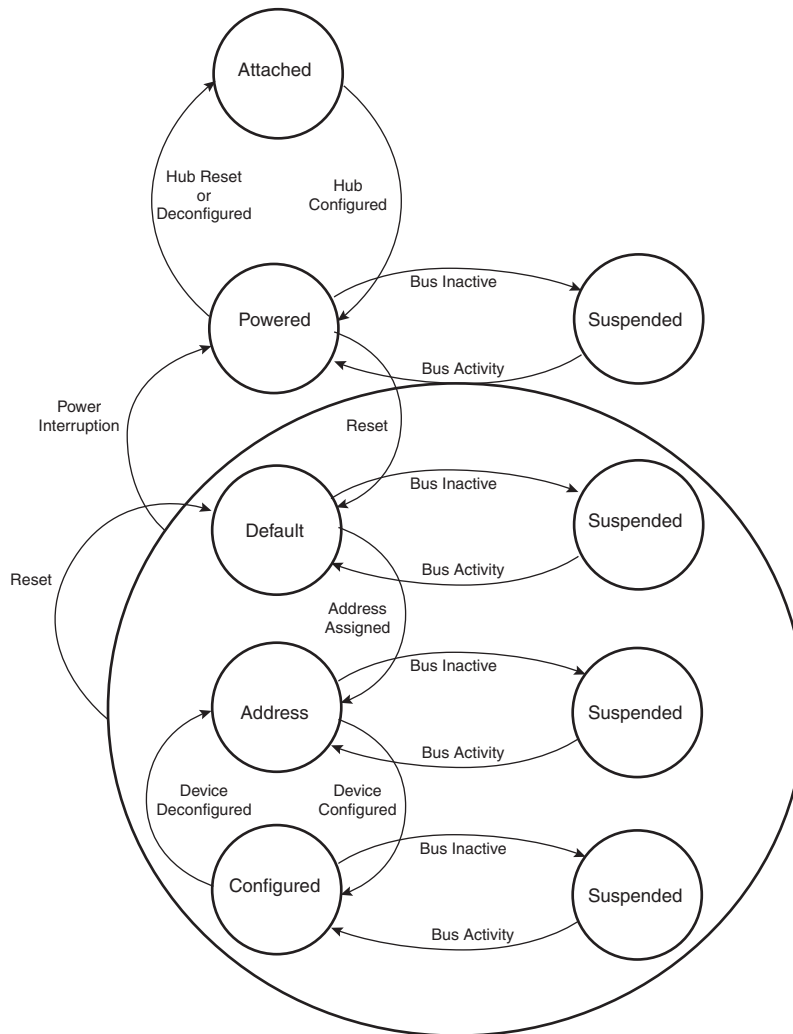 Attached
Hub Reset
or
Deconfigured
Hub
Configured
Bus Inactive
Powered
Suspended
Bus Activity
Power
Interruption
Reset
Bus Inactive
Default
Suspended
Bus Activity
Reset
Address
Assigned
Bus Inactive
Address
Suspended
Bus Activity
Device
Deconfigured
Device
Configured
Bus Inactive
Configured
Suspended
Bus Activity